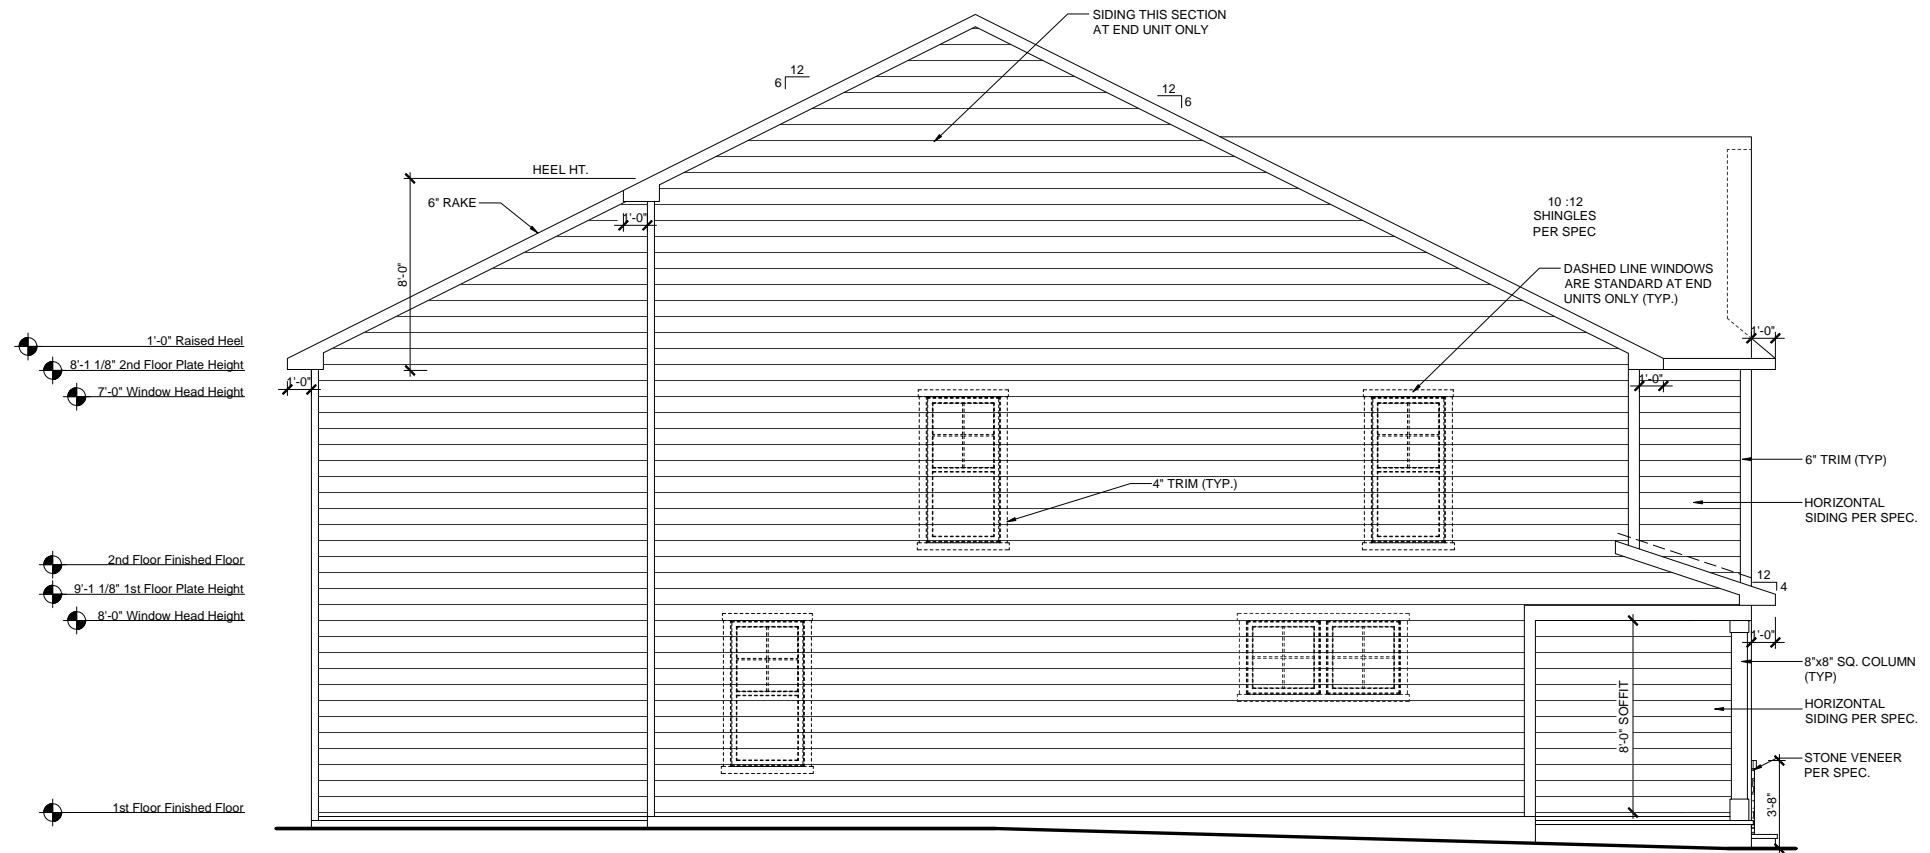 SIDING THIS SECTION
AT END UNIT ONLY
12
6
12
6
HEEL HT.
6" RAKE
1'-0"
8'-0"
10 :12
SHINGLES
PER SPEC
DASHED LINE WINDOWS
ARE STANDARD AT END
UNITS ONLY (TYP.)
1'-0"
1'-0" Raised Heel
8'-1 1/8" 2nd Floor Plate Height
7'-0" Window Head Height
1'-0"
1'-0"
6" TRIM (TYP)
4" TRIM (TYP.)
HORIZONTAL
SIDING PER SPEC.
2nd Floor Finished Floor
9'-1 1/8" 1st Floor Plate Height
8'-0" Window Head Height
12
4
1'-0"
8"x8" SQ. COLUMN
(TYP)
8'-0" SOFFIT
HORIZONTAL
SIDING PER SPEC.
STONE VENEER
PER SPEC.
3'-8"
1st Floor Finished Floor